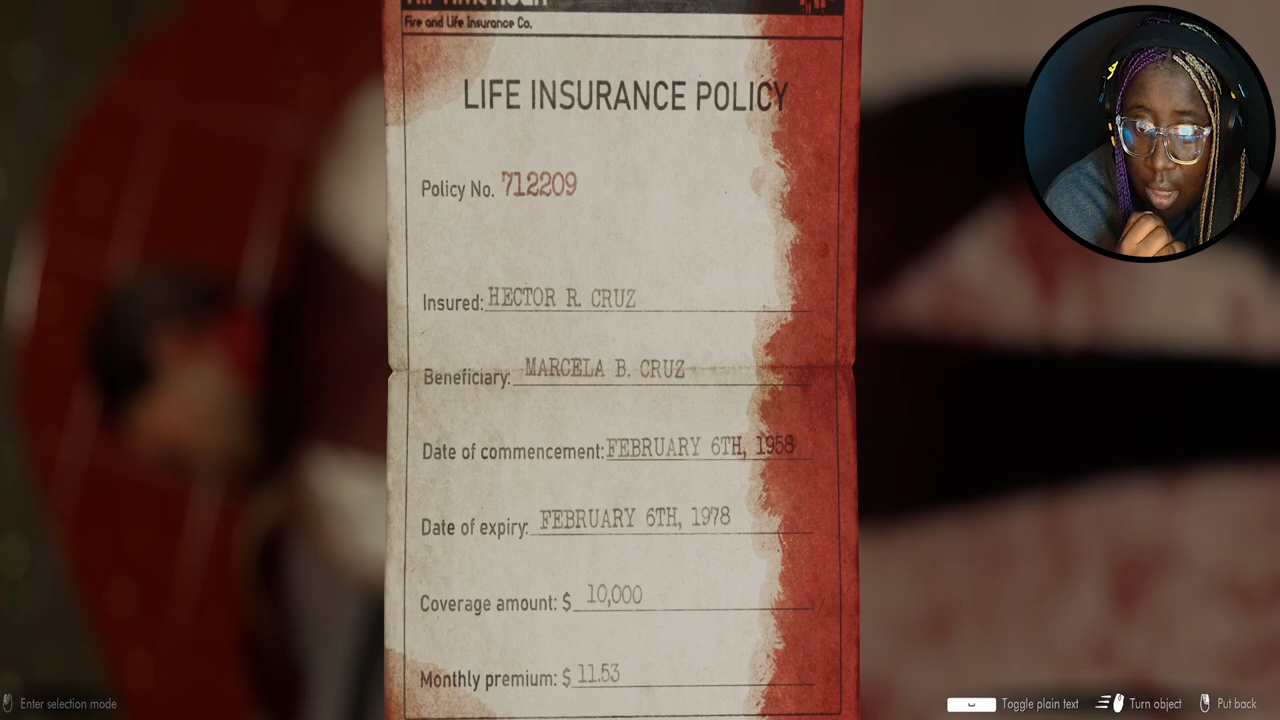 Fire and Life Insurance Co.
LIFE INSURANCE POLICY
Policy No. 712209
Insured: HECTOR R. CRUZ
Beneficiary: MARCELA B. CRUZ
Date of commencement: FEBRUARY 6TH, 1958
Date of expiry: FEBRUARY 6TH, 1978
Coverage amount: $ 10,000
Monthly premium: $ 11.53
Enter selection mode
Toggle plain text
Turn object
Put back